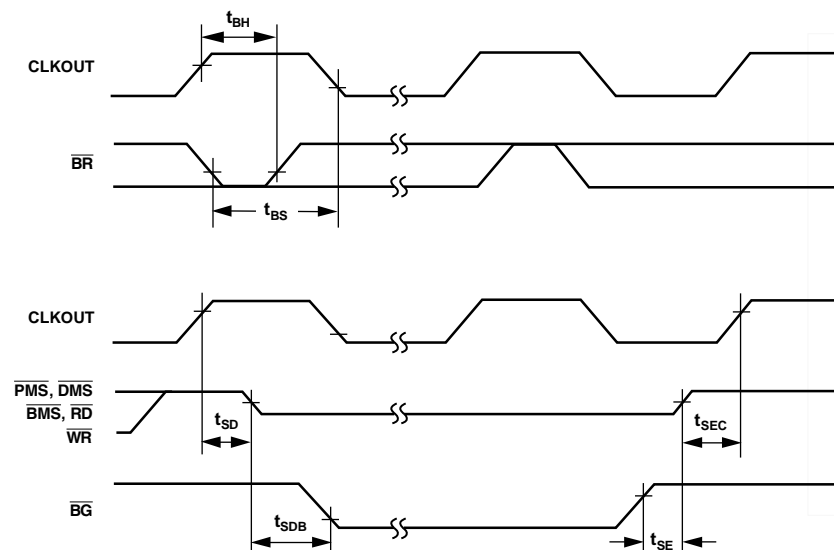 tBH
CLKOUT
BR
tBS
CLKOUT
PMS, DMS
BMS, RD
WR
tSD
tSEC
BG
tSDB
tSE